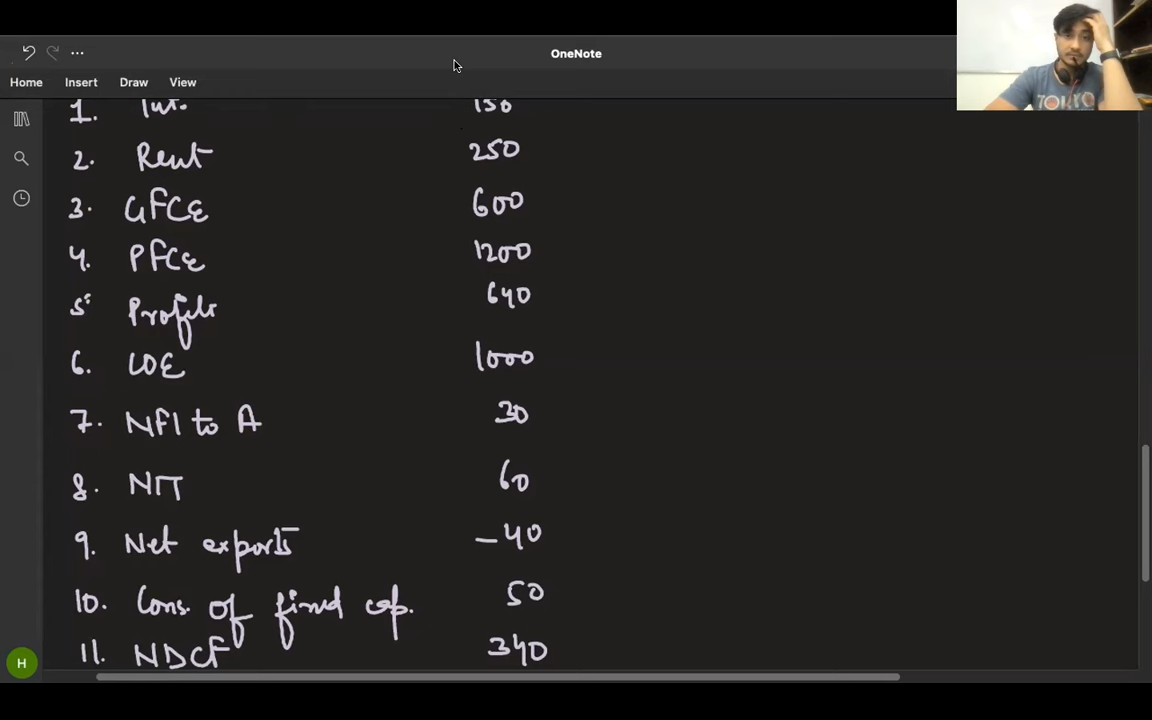 OneNote
Home Insert Draw View
1. Int. 150
2. Rent 250
3. GFCE 600
4. PFCE 1200
5. Profits 640
6. COE 1000
7. NFI to A 30
8. NIT 60
9. Net exports -40
10. Cons. of fixed cap. 50
11. NDCF 340
H
TOKYO